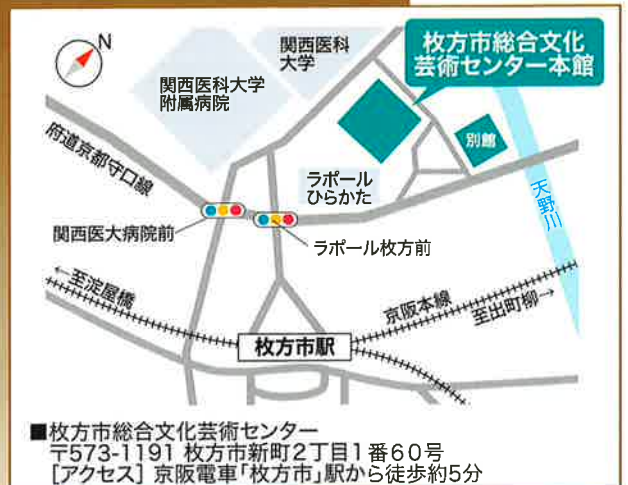 N
関西医科
大学
枚方市総合文化
芸術センター本館
関西医科大学
附属病院
別館
府道京都守口線
ラポール
ひらかた
天野川
関西医大病院前
ラポール枚方前
←至淀屋橋
京阪本線
至出町柳→
枚方市駅
■枚方市総合文化芸術センター
〒573-1191 枚方市新町2丁目1番60号
[アクセス] 京阪電車「枚方市」駅から徒歩約5分